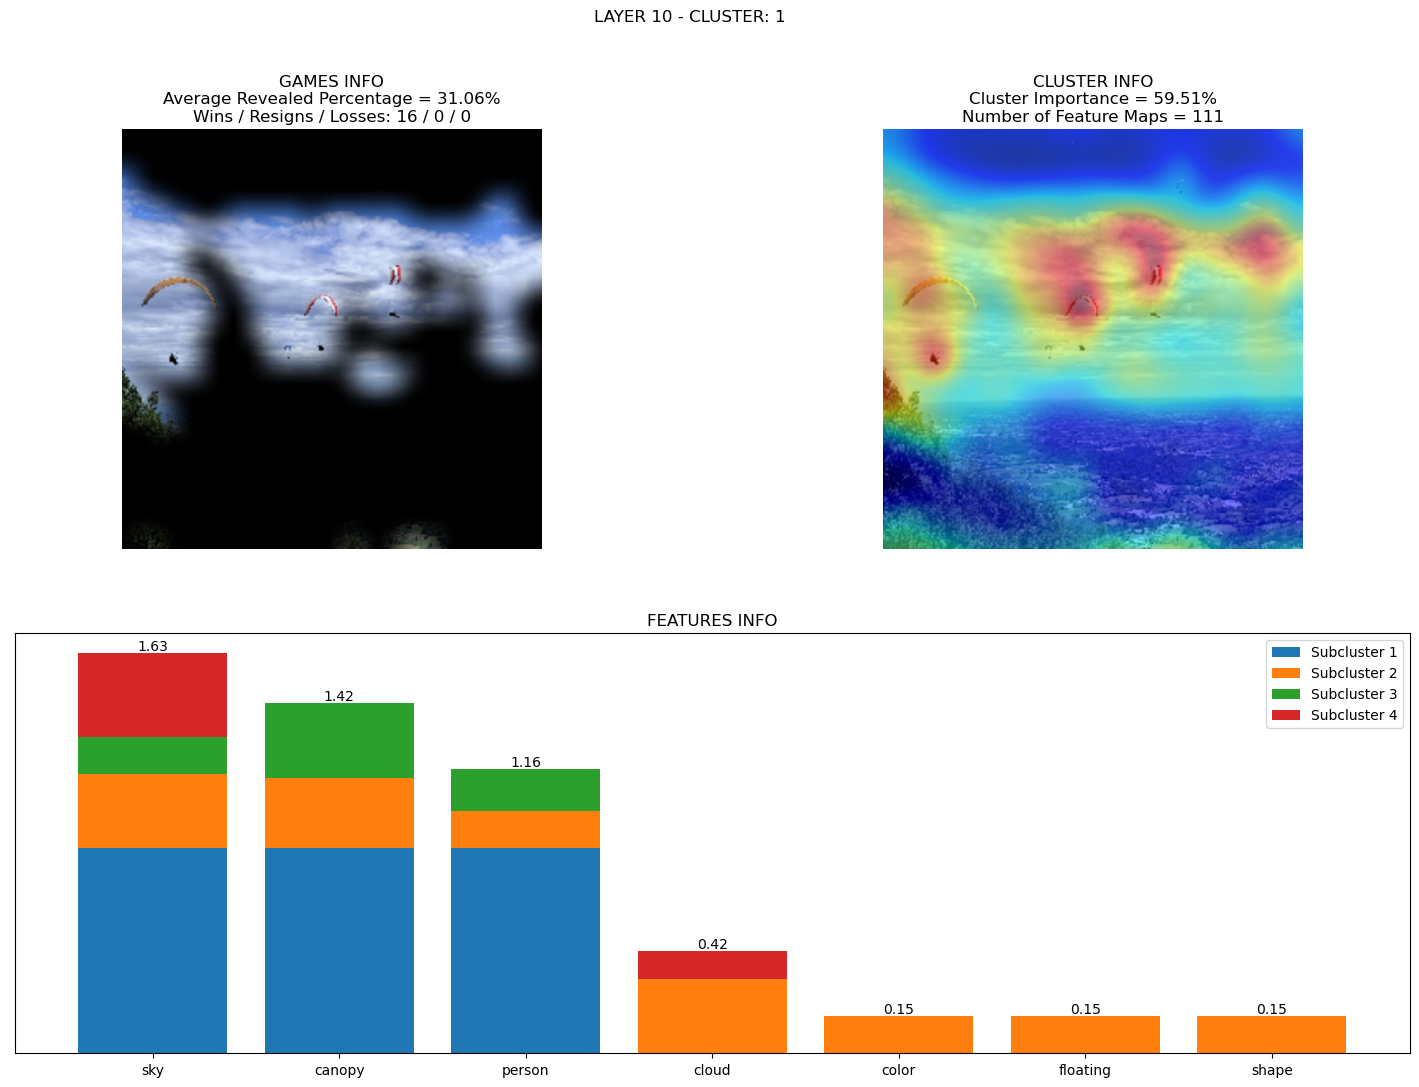 LAYER 10 - CLUSTER: 1
GAMES INFO
Average Revealed Percentage = 31.06%
Wins / Resigns / Losses: 16 / 0 / 0
CLUSTER INFO
Cluster Importance = 59.51%
Number of Feature Maps = 111
FEATURES INFO
Subcluster 1
Subcluster 2
Subcluster 3
Subcluster 4
1.63
1.42
1.16
0.42
0.15
0.15
0.15
sky
canopy
person
cloud
color
floating
shape